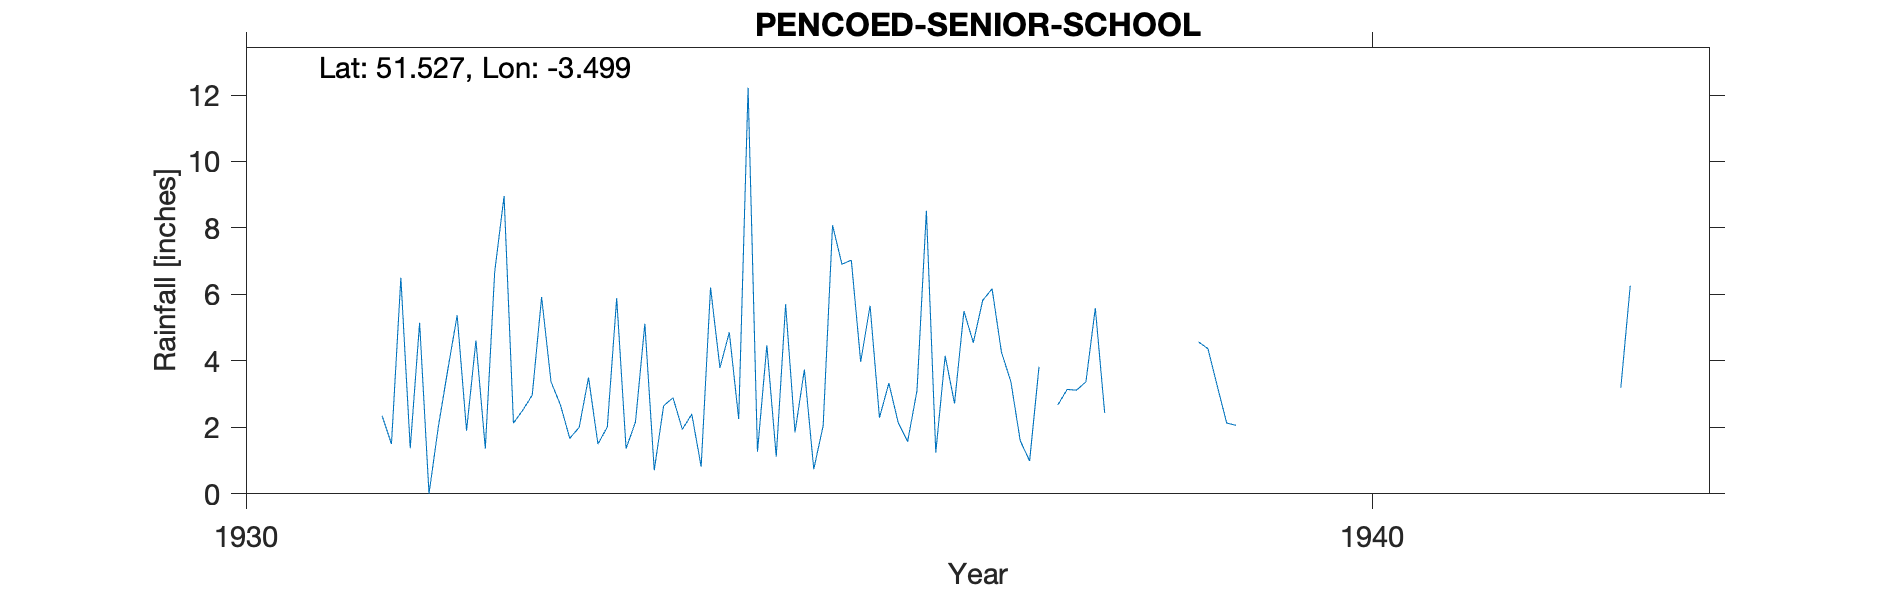 PENCOED-SENIOR-SCHOOL
Lat: 51.527, Lon: -3.499
12
10
8
6
4
2
0
Rainfall [inches]
1930
1940
Year